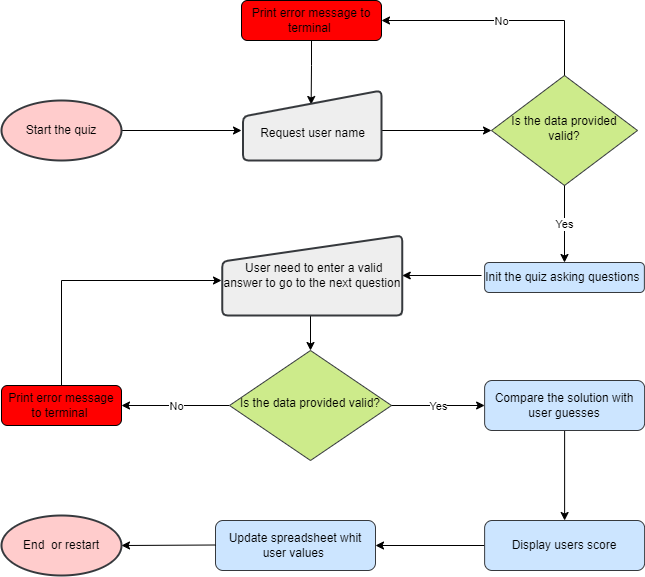 Print error message to
terminal
No
Start the quiz
Request user name
Is the data provided
valid?
Yes
User need to enter a valid
answer to go to the next question
Init the quiz asking questions
Print error message
to terminal
No
Is the data provided valid?
Yes
Compare the solution with
user guesses
End or restart
Update spreadsheet whit
user values
Display users score